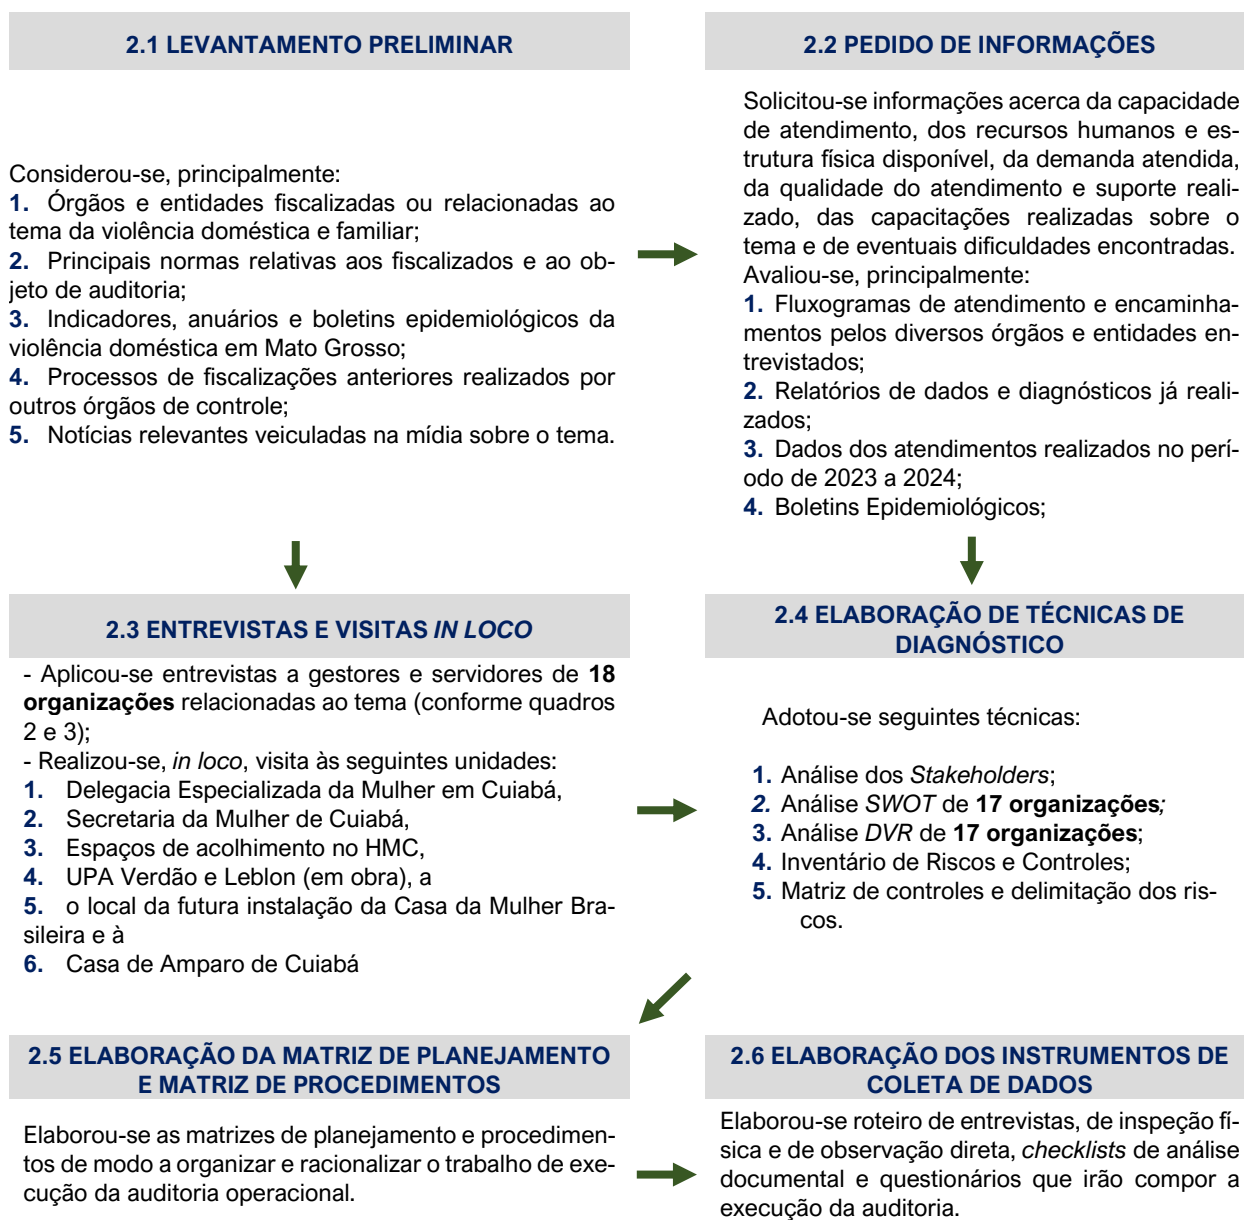 2.1 LEVANTAMENTO PRELIMINAR
Considerou-se, principalmente:
1. Órgãos e entidades fiscalizadas ou relacionadas ao
tema da violência doméstica e familiar;
2. Principais normas relativas aos fiscalizados e ao ob-
jeto de auditoria;
3. Indicadores, anuários e boletins epidemiológicos da
violência doméstica em Mato Grosso;
4. Processos de fiscalizações anteriores realizados por
outros órgãos de controle;
5. Notícias relevantes veiculadas na mídia sobre o tema.
2.2 PEDIDO DE INFORMAÇÕES
Solicitou-se informações acerca da capacidade
de atendimento, dos recursos humanos e es-
trutura física disponível, da demanda atendida,
da qualidade do atendimento e suporte reali-
zado, das capacitações realizadas sobre o
tema e de eventuais dificuldades encontradas.
Avaliou-se, principalmente:
1. Fluxogramas de atendimento e encaminha-
mentos pelos diversos órgãos e entidades en-
trevistados;
2. Relatórios de dados e diagnósticos já reali-
zados;
3. Dados dos atendimentos realizados no perí-
odo de 2023 a 2024;
4. Boletins Epidemiológicos;
2.3 ENTREVISTAS E VISITAS IN LOCO
- Aplicou-se entrevistas a gestores e servidores de 18
organizações relacionadas ao tema (conforme quadros
2 e 3);
- Realizou-se, in loco, visita às seguintes unidades:
1. Delegacia Especializada da Mulher em Cuiabá,
2. Secretaria da Mulher de Cuiabá,
3. Espaços de acolhimento no HMC,
4. UPA Verdão e Leblon (em obra), a
5. o local da futura instalação da Casa da Mulher Bra-
sileira e à
6. Casa de Amparo de Cuiabá
2.4 ELABORAÇÃO DE TÉCNICAS DE
DIAGNÓSTICO
Adotou-se seguintes técnicas:
1. Análise dos Stakeholders;
2. Análise SWOT de 17 organizações;
3. Análise DVR de 17 organizações;
4. Inventário de Riscos e Controles;
5. Matriz de controles e delimitação dos ris-
cos.
2.5 ELABORAÇÃO DA MATRIZ DE PLANEJAMENTO
E MATRIZ DE PROCEDIMENTOS
Elaborou-se as matrizes de planejamento e procedimen-
tos de modo a organizar e racionalizar o trabalho de exe-
cução da auditoria operacional.
2.6 ELABORAÇÃO DOS INSTRUMENTOS DE
COLETA DE DADOS
Elaborou-se roteiro de entrevistas, de inspeção fí-
sica e de observação direta, checklists de análise
documental e questionários que irão compor a
execução da auditoria.